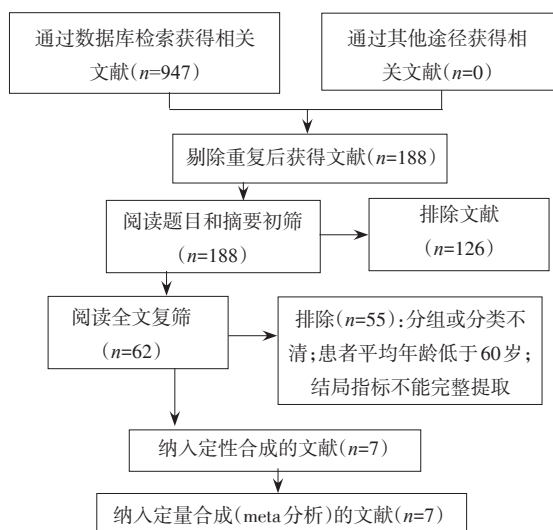 通过数据库检索获得相关
文献(n=947)
通过其他途径获得相
关文献(n=0)
剔除重复后获得文献(n=188)
阅读题目和摘要初筛
(n=188)
排除文献
(n=126)
阅读全文复筛
(n=62)
排除(n=55):分组或分类不
清;患者平均年龄低于60岁;
结局指标不能完整提取
纳入定性合成的文献(n=7)
纳入定量合成(meta分析)的文献(n=7)